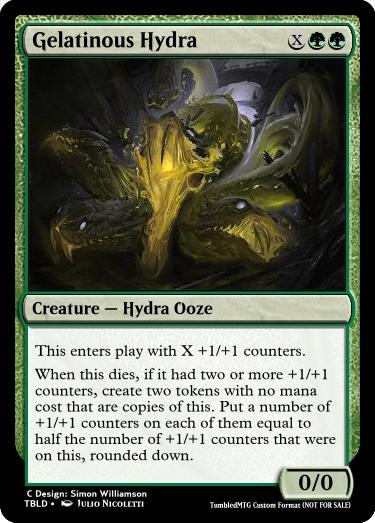 Gelatinous Hydra X
Creature — Hydra Ooze
This enters play with X +1/+1 counters.
When this dies, if it had two or more +1/+1
counters, create two tokens with no mana
cost that are copies of this. Put a number of
+1/+1 counters on each of them equal to
half the number of +1/+1 counters that were
on this, rounded down.
0/0
C Design: Simon Williamson
TBLD • Julio Nicoletti
TumbledMTG Custom Format (NOT FOR SALE)